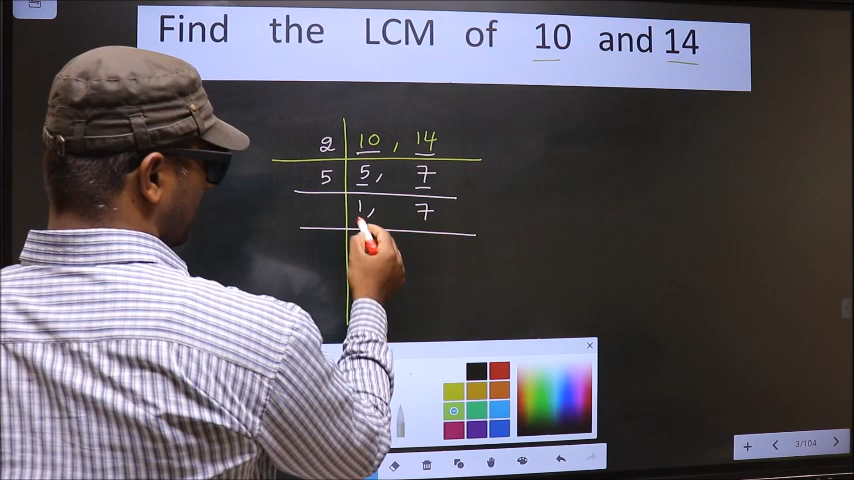 Find the LCM of 10 and 14
2 10, 14
5 5, 7
1, 7
3/104